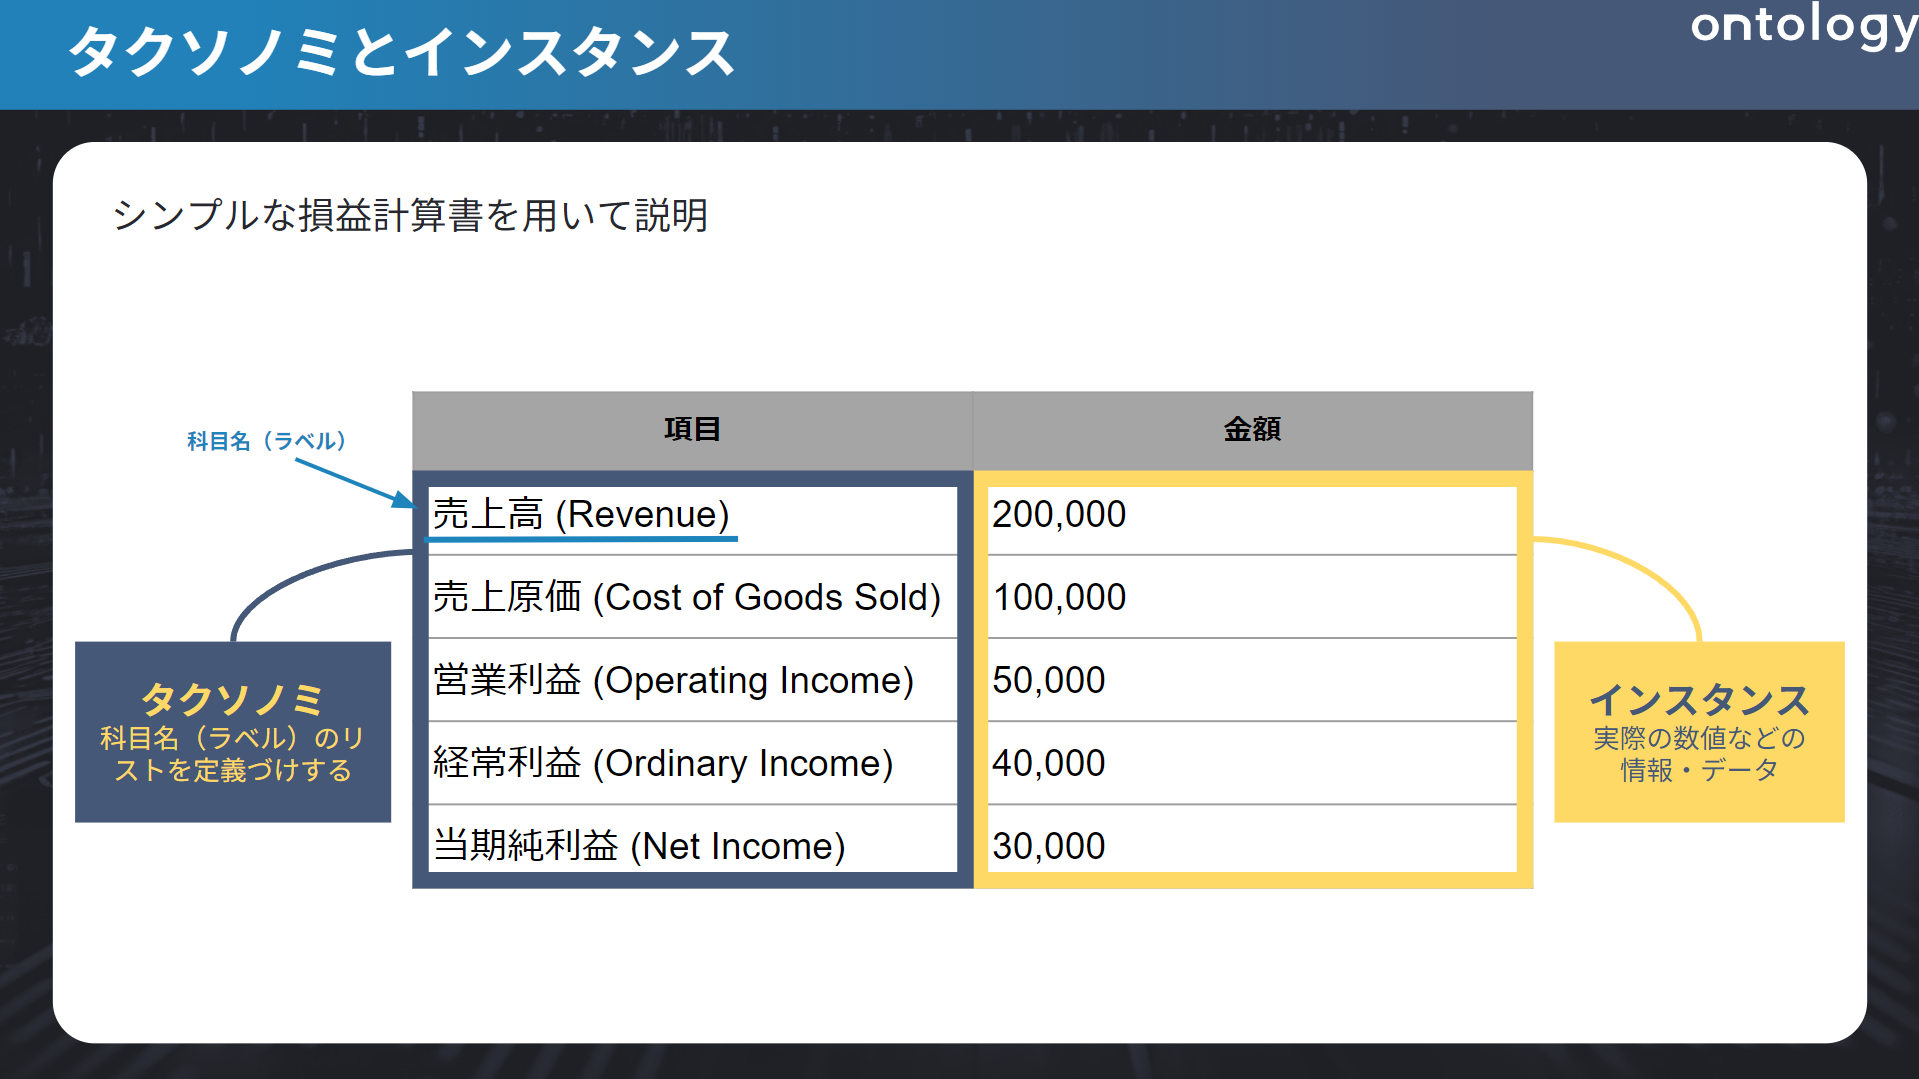 タクソノミとインスタンス
ontology
シンプルな損益計算書を用いて説明
科目名（ラベル）
項目 金額
売上高 (Revenue) 200,000
売上原価 (Cost of Goods Sold) 100,000
営業利益 (Operating Income) 50,000
経常利益 (Ordinary Income) 40,000
当期純利益 (Net Income) 30,000
タクソノミ
科目名（ラベル）のリ
ストを定義づけする
インスタンス
実際の数値などの
情報・データ